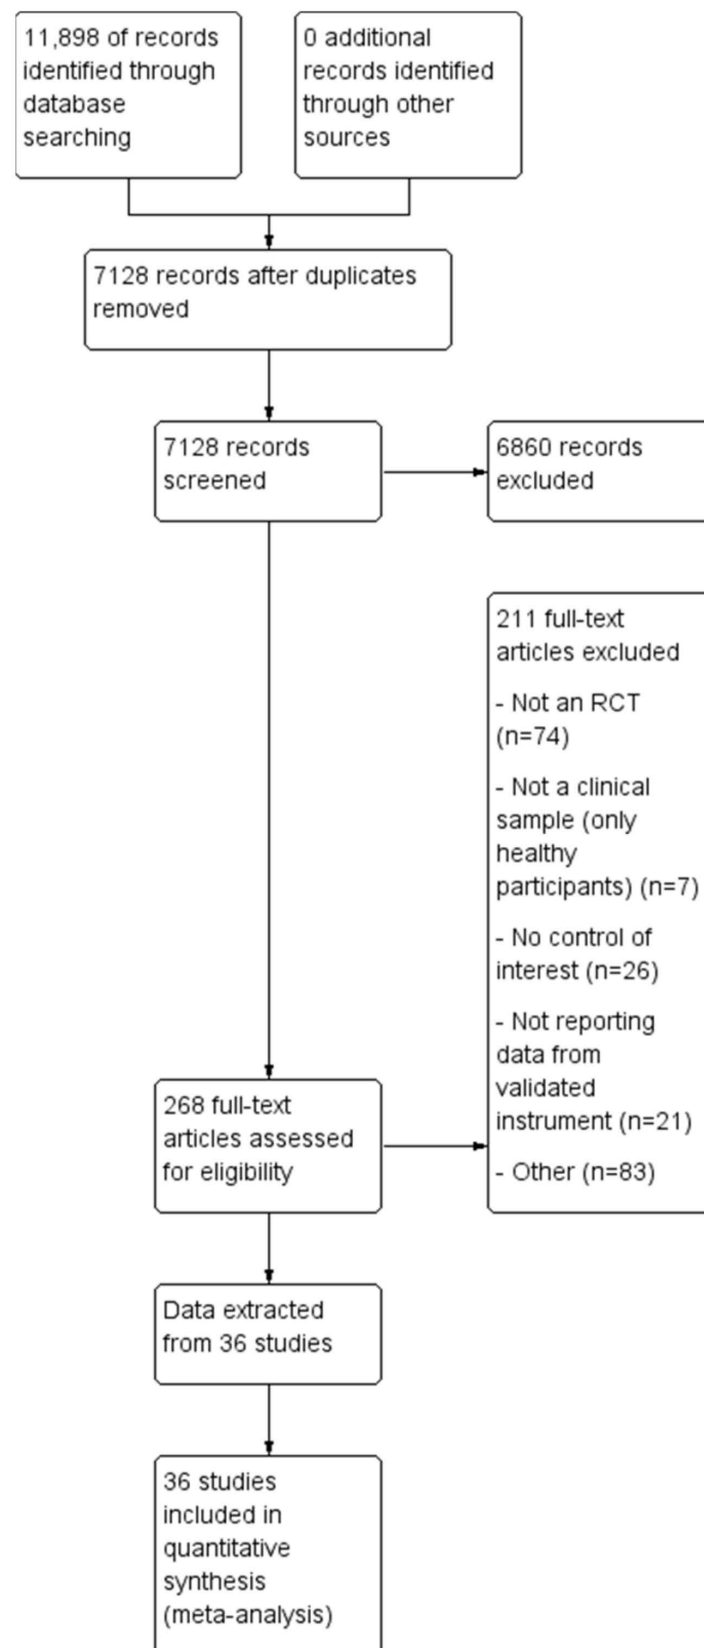 11,898 of records
identified through
database
searching
0 additional
records identified
through other
sources
7128 records after duplicates
removed
7128 records
screened
6860 records
excluded
211 full-text
articles excluded
- Not an RCT
(n=74)
- Not a clinical
sample (only
healthy
participants) (n=7)
- No control of
interest (n=26)
- Not reporting
data from
validated
instrument (n=21)
- Other (n=83)
268 full-text
articles assessed
for eligibility
Data extracted
from 36 studies
36 studies
included in
quantitative
synthesis
(meta-analysis)